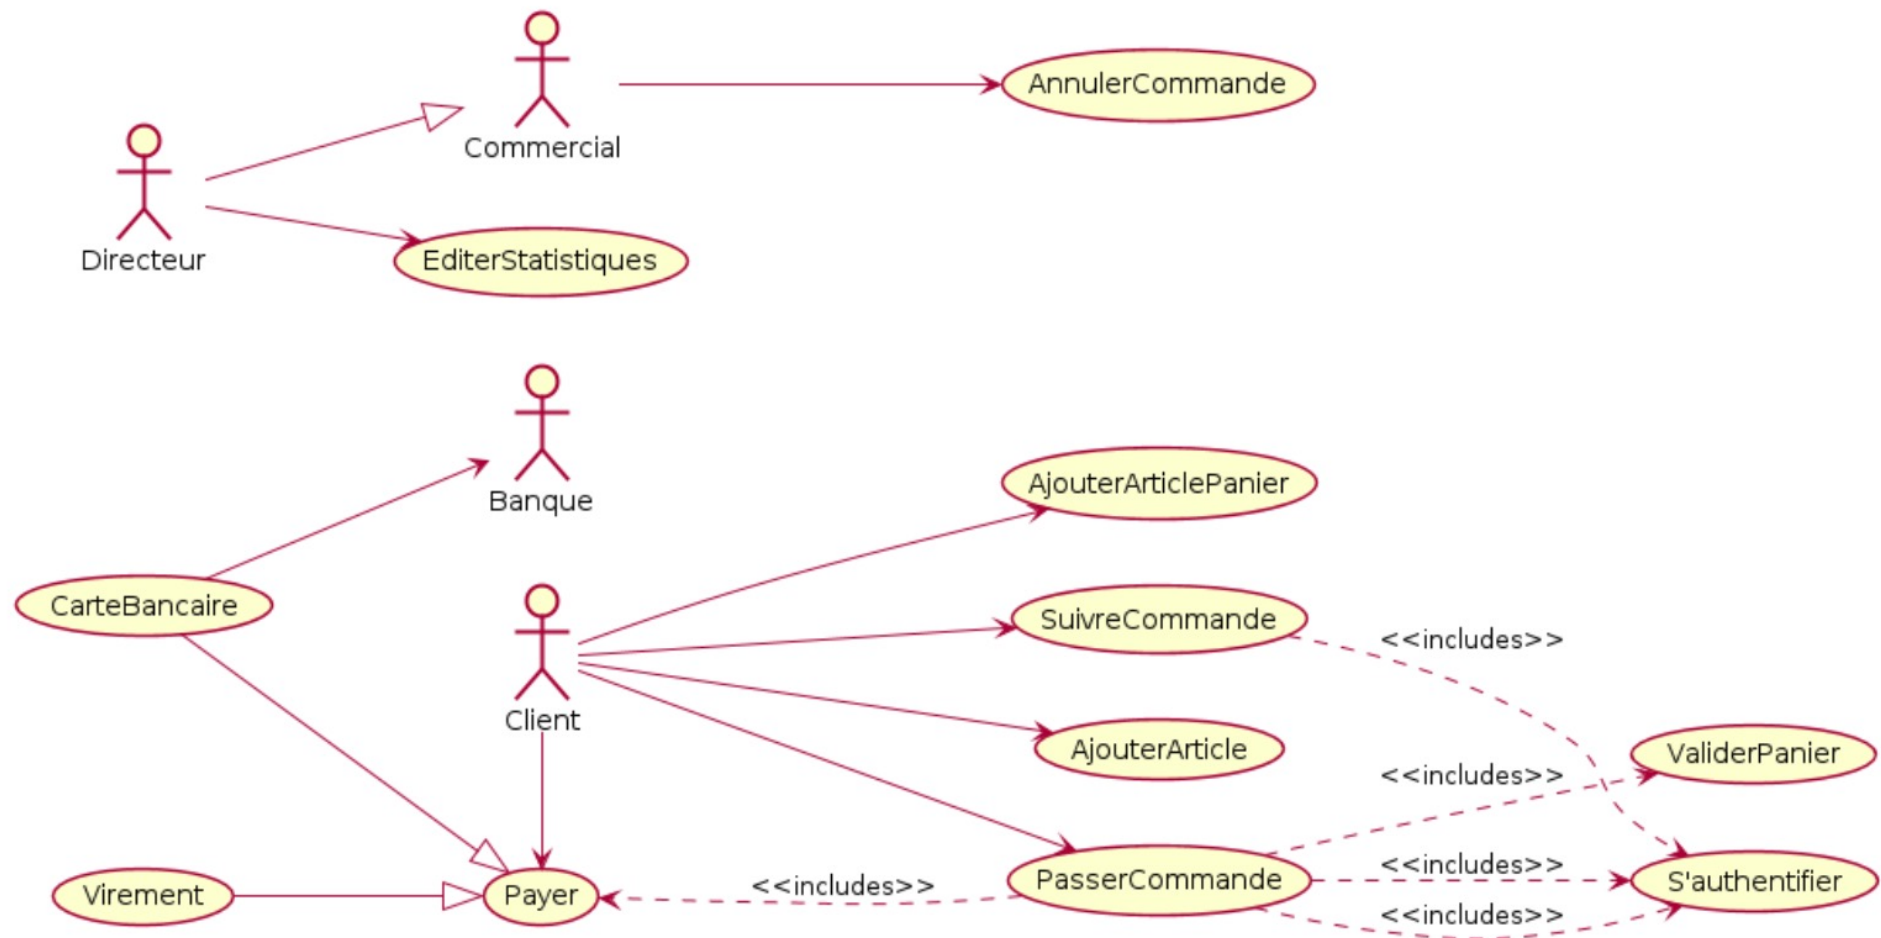 AnnulerCommande
Commercial
Directeur
EditerStatistiques
Banque
AjouterArticlePanier
CarteBancaire
SuivreCommande
<<includes>>
Client
AjouterArticle
ValiderPanier
<<includes>>
<<includes>>
PasserCommande
S'authentifier
Virement
Payer
<<includes>>
<<includes>>